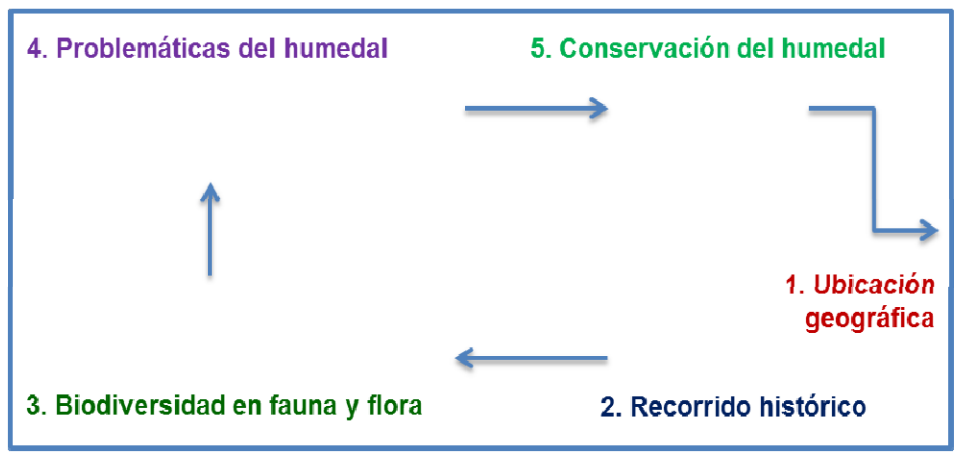 4. Problemáticas del humedal
5. Conservación del humedal
1. Ubicación
geográfica
3. Biodiversidad en fauna y flora
2. Recorrido histórico